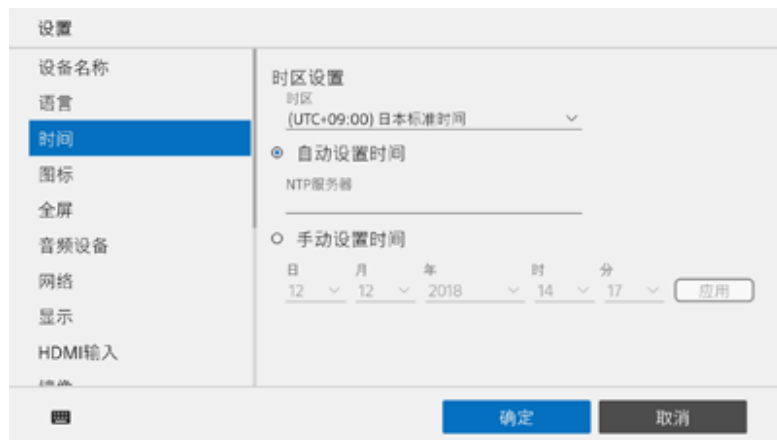 设置
设备名称
语言
时间
图标
全屏
音频设备
网络
显示
HDMI输入
时区设置
时区
(UTC+09:00) 日本标准时间
自动设置时间
NTP服务器
手动设置时间
日 月 年 时 分
12 12 2018 14 17 应用
确定 取消